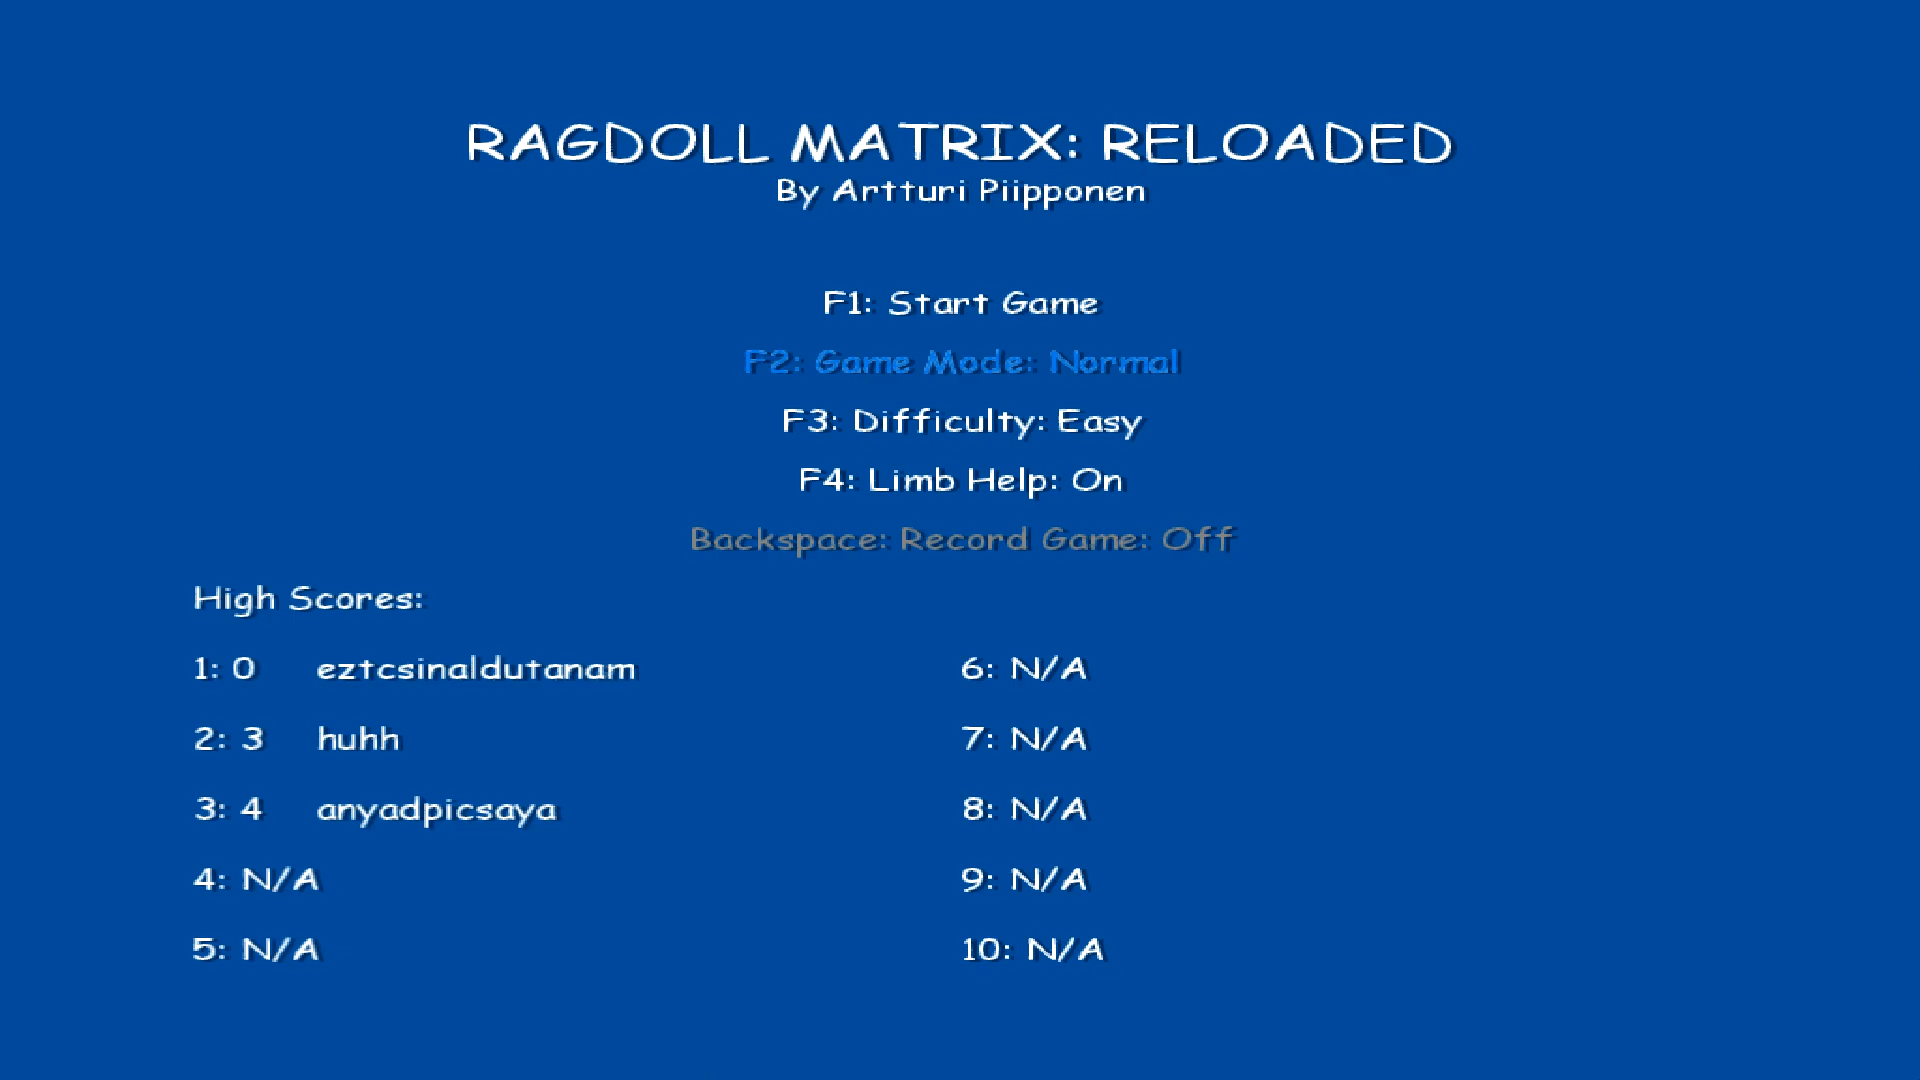 RAGDOLL MATRIX: RELOADED
By Artturi Piipponen
F1: Start Game
F2: Game Mode: Normal
F3: Difficulty: Easy
F4: Limb Help: On
Backspace: Record Game: Off
High Scores:
1: 0 eztcsinaldutanam
2: 3 huhh
3: 4 anyadpicsaya
4: N/A
5: N/A
6: N/A
7: N/A
8: N/A
9: N/A
10: N/A